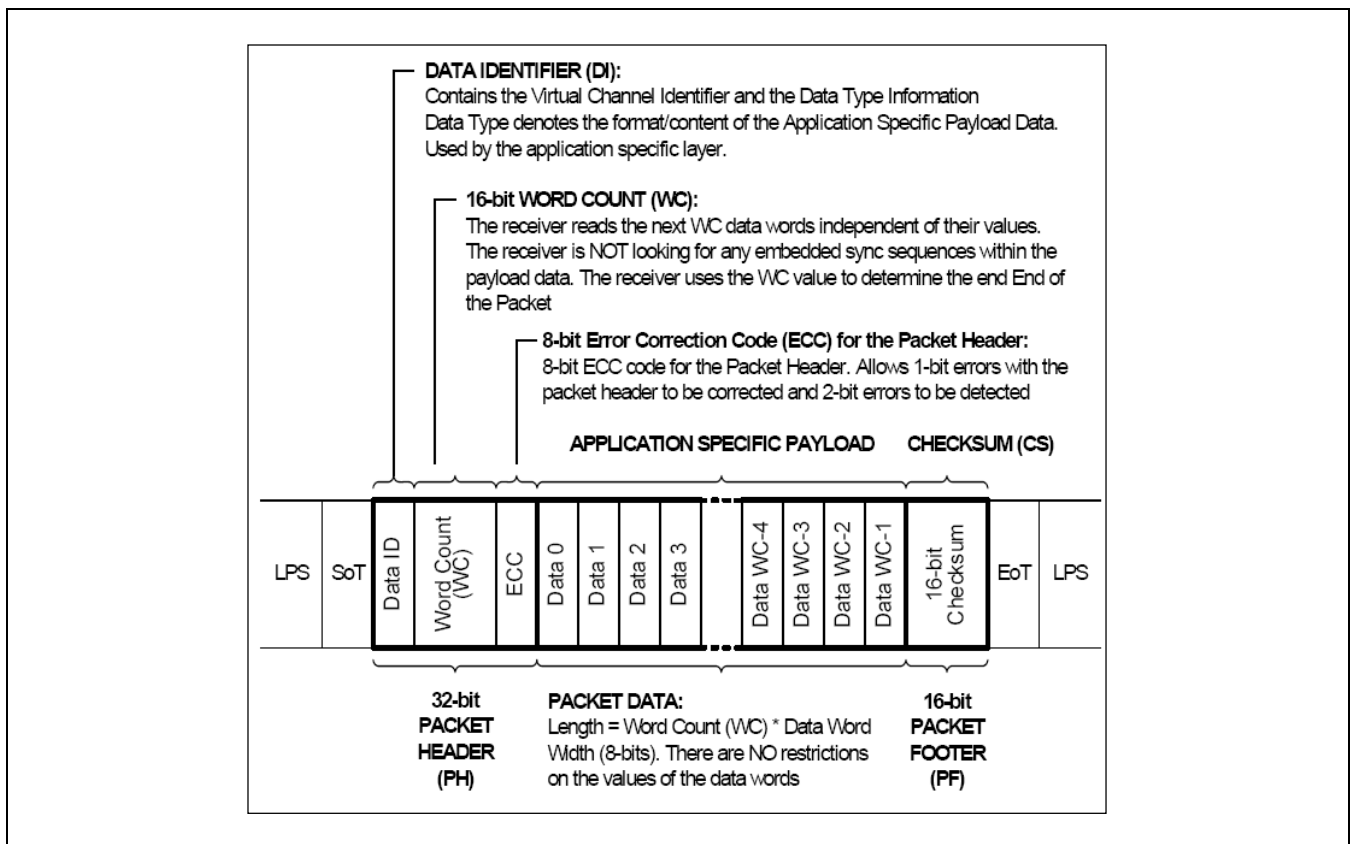 DATA IDENTIFIER (DI):
Contains the Virtual Channel Identifier and the Data Type Information
Data Type denotes the format/content of the Application Specific Payload Data.
Used by the application specific layer.
16-bit WORD COUNT (WC):
The receiver reads the next WC data words independent of their values.
The receiver is NOT looking for any embedded sync sequences within the
payload data. The receiver uses the WC value to determine the end End of
the Packet
8-bit Error Correction Code (ECC) for the Packet Header:
8-bit ECC code for the Packet Header. Allows 1-bit errors with the
packet header to be corrected and 2-bit errors to be detected
APPLICATION SPECIFIC PAYLOAD
CHECKSUM (CS)
LPS
SoT
Data ID
Word Count
(WC)
ECC
Data 0
Data 1
Data 2
Data 3
Data WC-4
Data WC-3
Data WC-2
Data WC-1
16-bit
Checksum
EoT
LPS
32-bit
PACKET
HEADER
(PH)
PACKET DATA:
Length = Word Count (WC) * Data Word
Width (8-bits). There are NO restrictions
on the values of the data words
16-bit
PACKET
FOOTER
(PF)